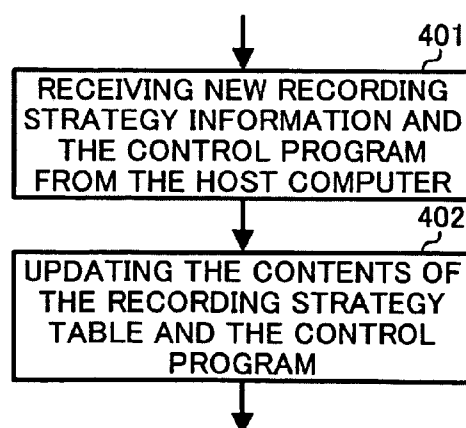 401
RECEIVING NEW RECORDING
STRATEGY INFORMATION AND
THE CONTROL PROGRAM
FROM THE HOST COMPUTER
402
UPDATING THE CONTENTS OF
THE RECORDING STRATEGY
TABLE AND THE CONTROL
PROGRAM